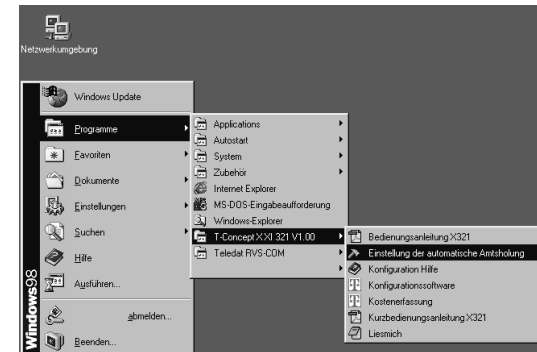 Netzwerkumgebung
Windows Update
Programme
Favoriten
Dokumente
Einstellungen
Suchen
Hilfe
Ausführen...
abmelden...
Beenden...
Windows98
Applications
Autostart
System
Zubehör
Internet Explorer
MS-DOS-Eingabeaufforderung
Windows-Explorer
T-Concept XXI 321 V1.00
Teledat RVS-COM
Bedienungsanleitung X321
Einstellung der automatische Amtsholung
Konfiguration Hilfe
Konfigurationssoftware
Kostenerfassung
Kurzbedienungsanleitung X321
Liesmich